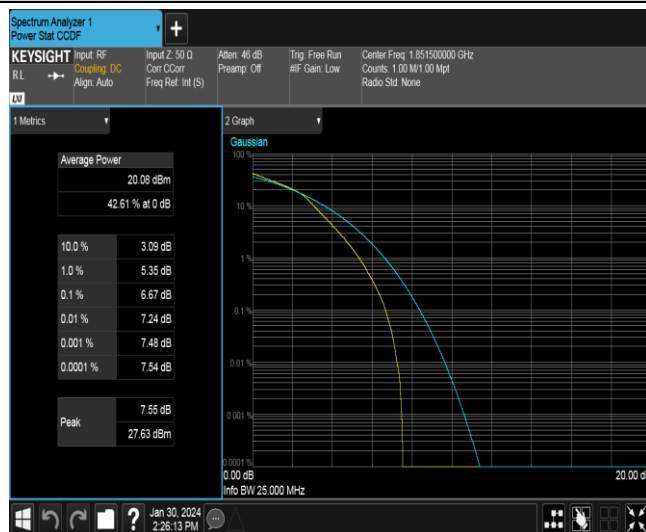 Spectrum Analyzer 1
Power Stat CCDF
KEYSIGHT
RL
LXI
Input: RF
Coupling: DC
Align: Auto
Input Z: 50 Ω
Corr CCorr
Freq Ref: Int (S)
Atten: 46 dB
Preamp: Off
Trig: Free Run
#IF Gain: Low
Center Freq: 1.851500000 GHz
Counts: 1.00 M/1.00 Mpt
Radio Std: None
1 Metrics
Average Power
20.08 dBm
42.61 % at 0 dB
10.0 % 3.09 dB
1.0 % 5.35 dB
0.1 % 6.67 dB
0.01 % 7.24 dB
0.001 % 7.48 dB
0.0001 % 7.54 dB
Peak
7.55 dB
27.63 dBm
2 Graph
Gaussian
100 %
10 %
1 %
0.1 %
0.01 %
0.001 %
0.0001 %
0.00 dB
20.00 d
Info BW 25.000 MHz
?
Jan 30, 2024
2:26:13 PM